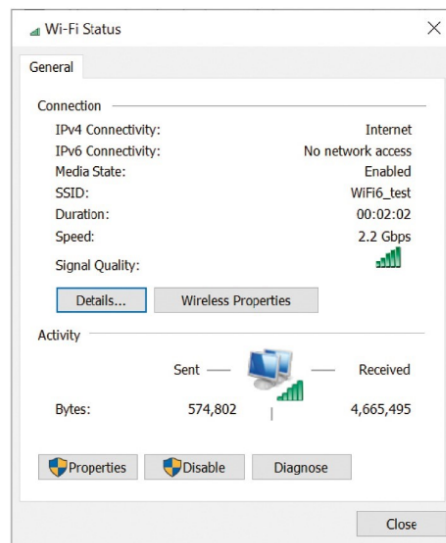 Wi-Fi Status
General
Connection
IPv4 Connectivity: Internet
IPv6 Connectivity: No network access
Media State: Enabled
SSID: WiFi6_test
Duration: 00:02:02
Speed: 2.2 Gbps
Signal Quality:
Details... Wireless Properties
Activity
Sent Received
Bytes: 574,802 4,665,495
Properties Disable Diagnose
Close